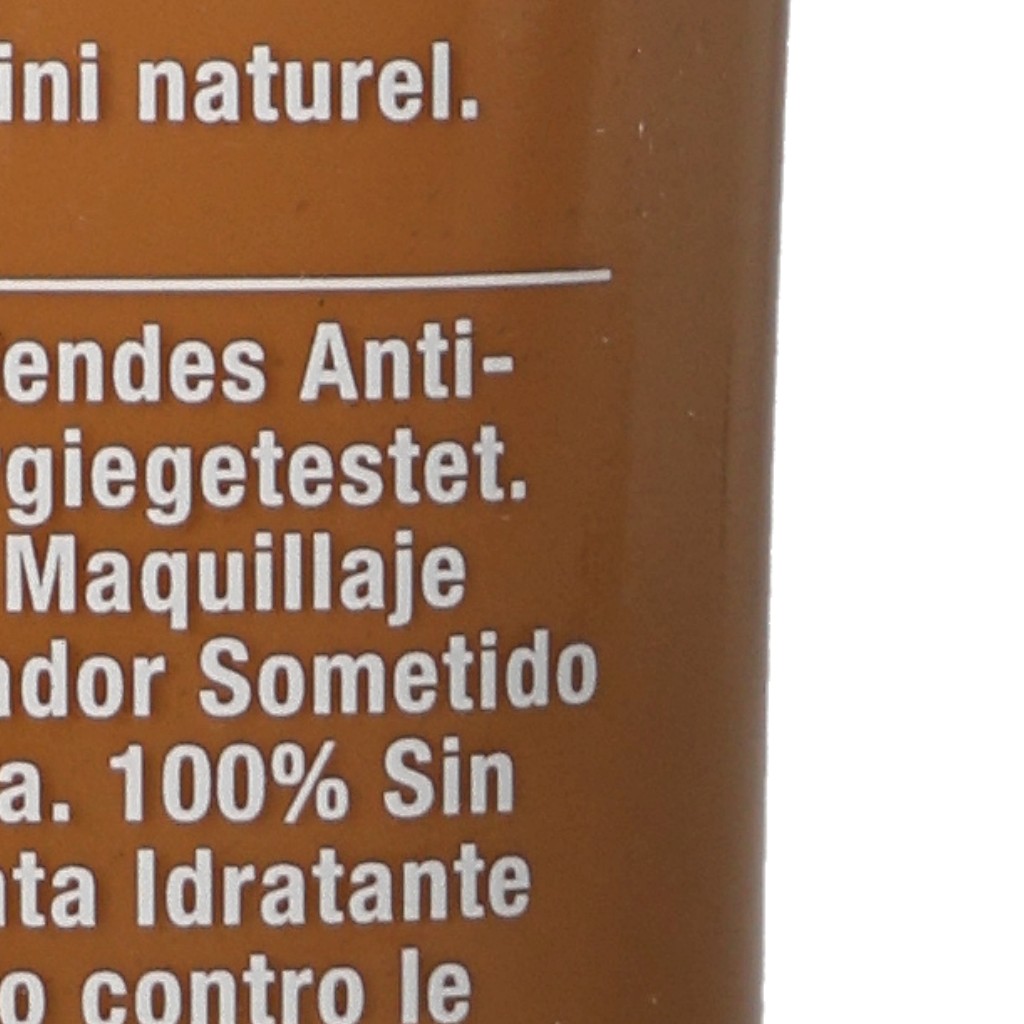 ini naturel.
endes Anti-
giegetestet.
Maquillaje
ador Sometido
a. 100% Sin
ta Idratante
o contro le